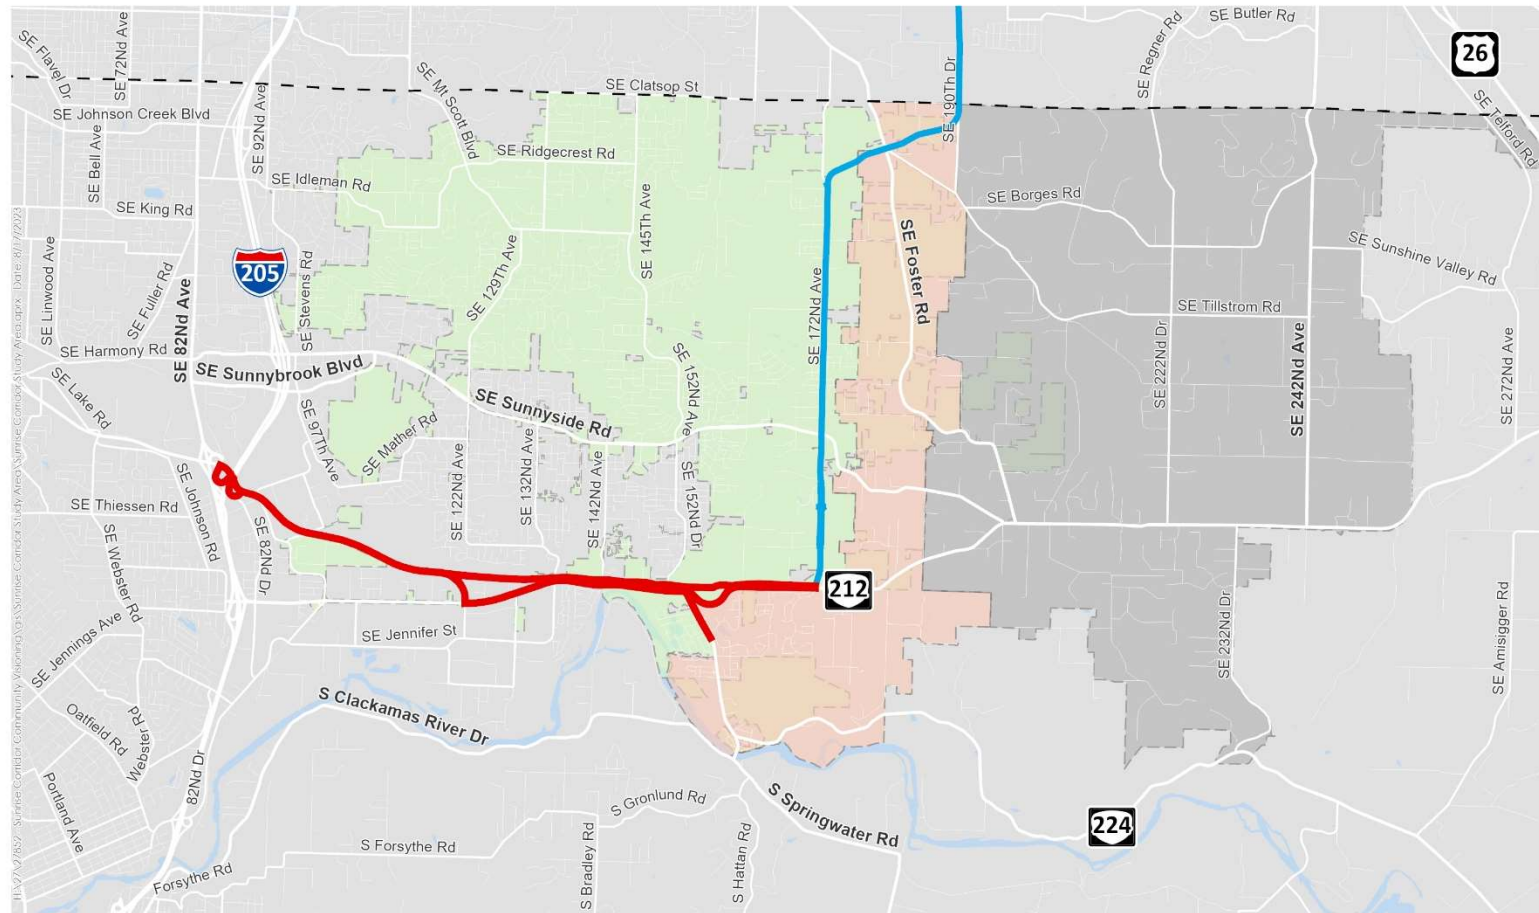 SE Butler Rd
SE Regner Rd
SE 72Nd Ave
SE Flavel Dr
26
SE Mt Scott Blvd
SE Clatsop St
SE 190Th Dr
SE Telford Rd
SE Johnson Creek Blvd
SE 92Nd Ave
SE Bell Ave
SE Ridgecrest Rd
SE Idleman Rd
SE Borges Rd
SE King Rd
SE 145Th Ave
SE Foster Rd
SE Sunshine Valley Rd
SE Linwood Ave
SE Fuller Rd
205
SE Stevens Rd
SE 129Th Ave
SE 172Nd Ave
SE 82Nd Ave
SE Tillstrom Rd
SE Harmony Rd
SE Sunnybrook Blvd
SE 222Nd Dr
SE 242Nd Ave
SE 272Nd Ave
SE Lake Rd
SE 152Nd Ave
SE Sunnyside Rd
SE 97Th Ave
SE Mather Rd
SE 122Nd Ave
SE 132Nd Ave
SE 142Nd Ave
SE 152Nd Dr
SE Thiessen Rd
SE Johnson Rd
SE Webster Rd
SE 82Nd Dr
212
SE Jennings Ave
SE Jennifer St
SE 232Nd Dr
SE Amisigger Rd
S Clackamas River Dr
Oatfield Rd
Webster Rd
82Nd Dr
Portland Ave
S Gronlund Rd
S Springwater Rd
224
S Forsythe Rd
S Bradley Rd
S Hattan Rd
Forsythe Rd